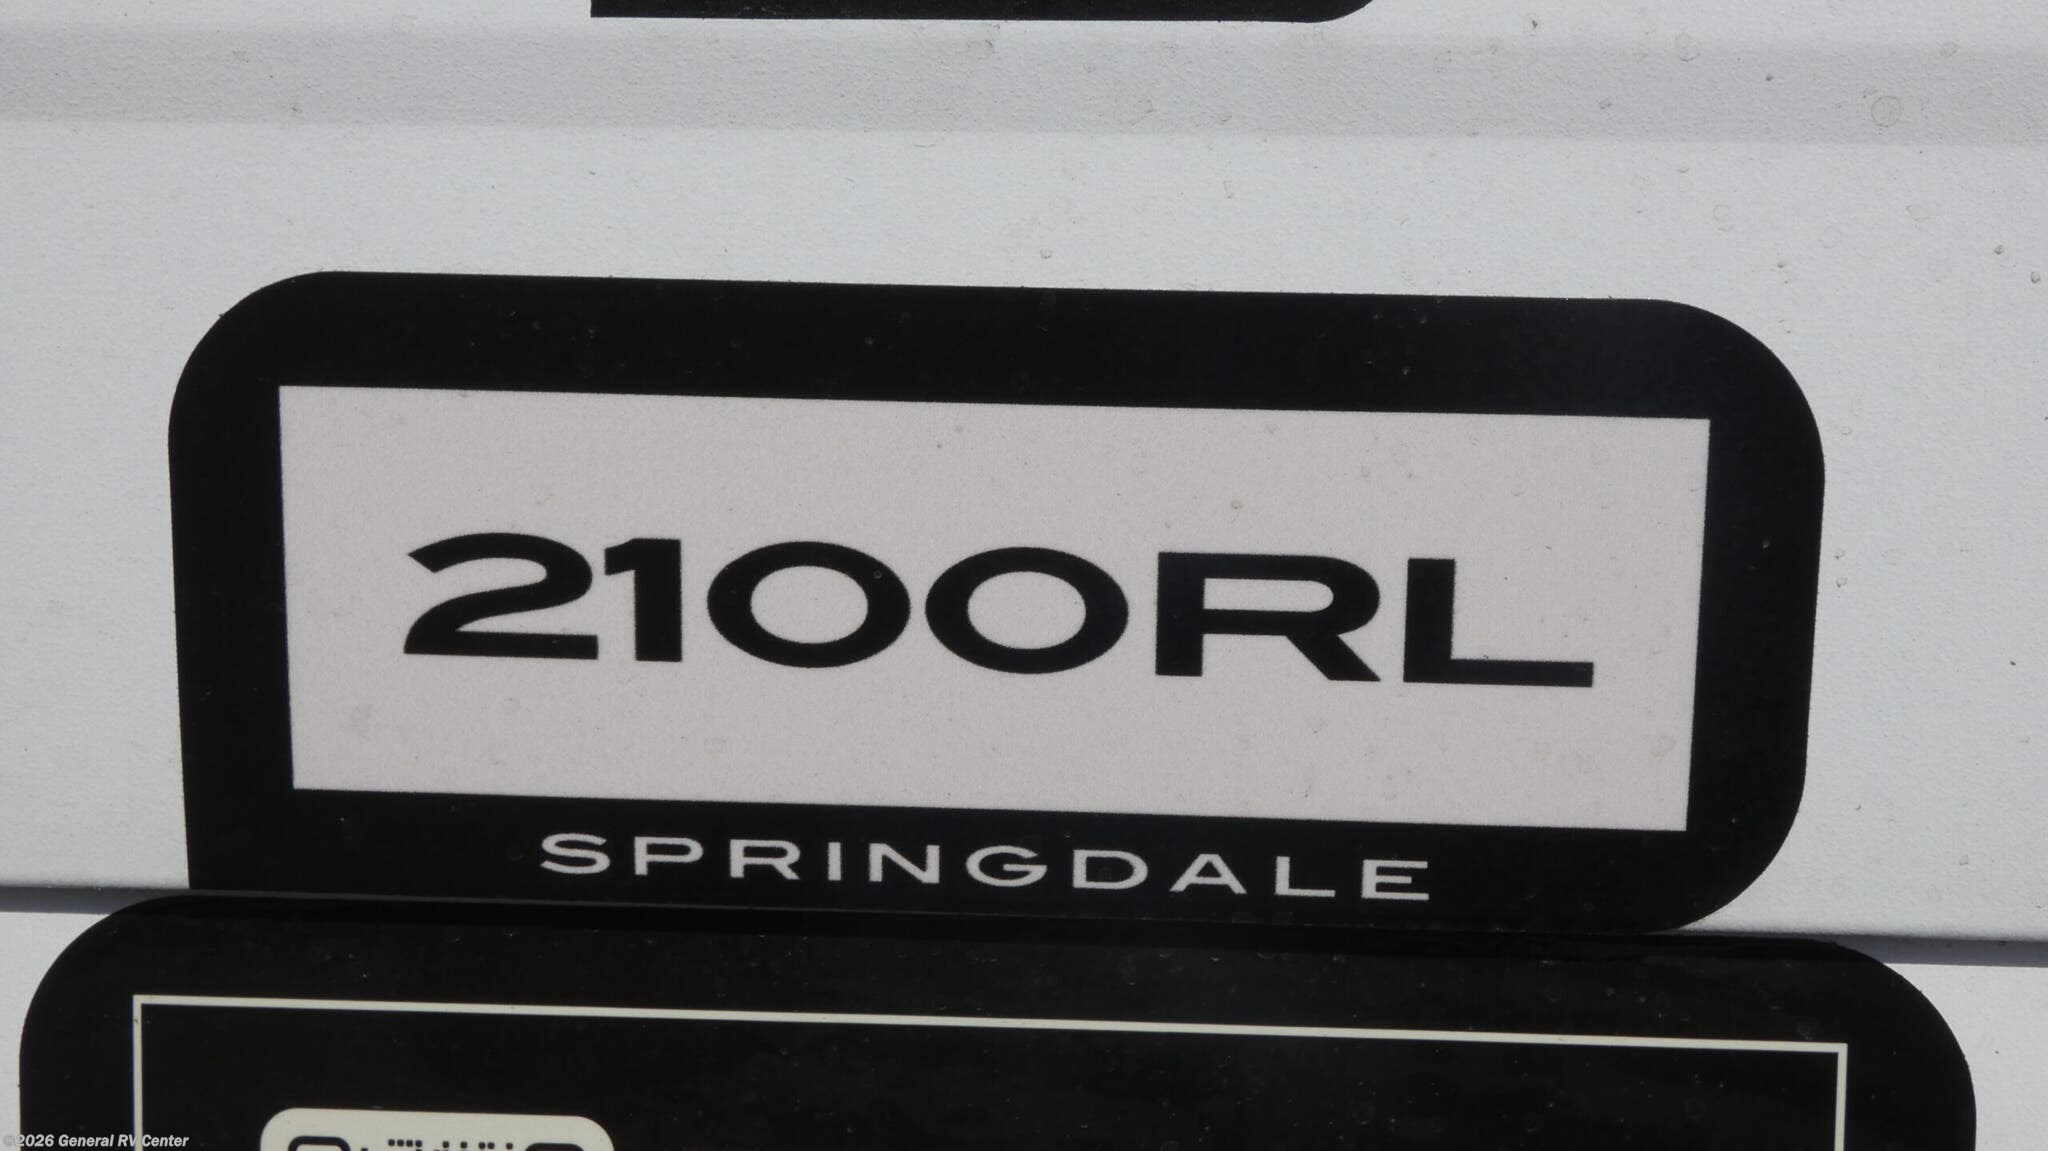 2100RL
SPRINGDALE
©2026 General RV Center